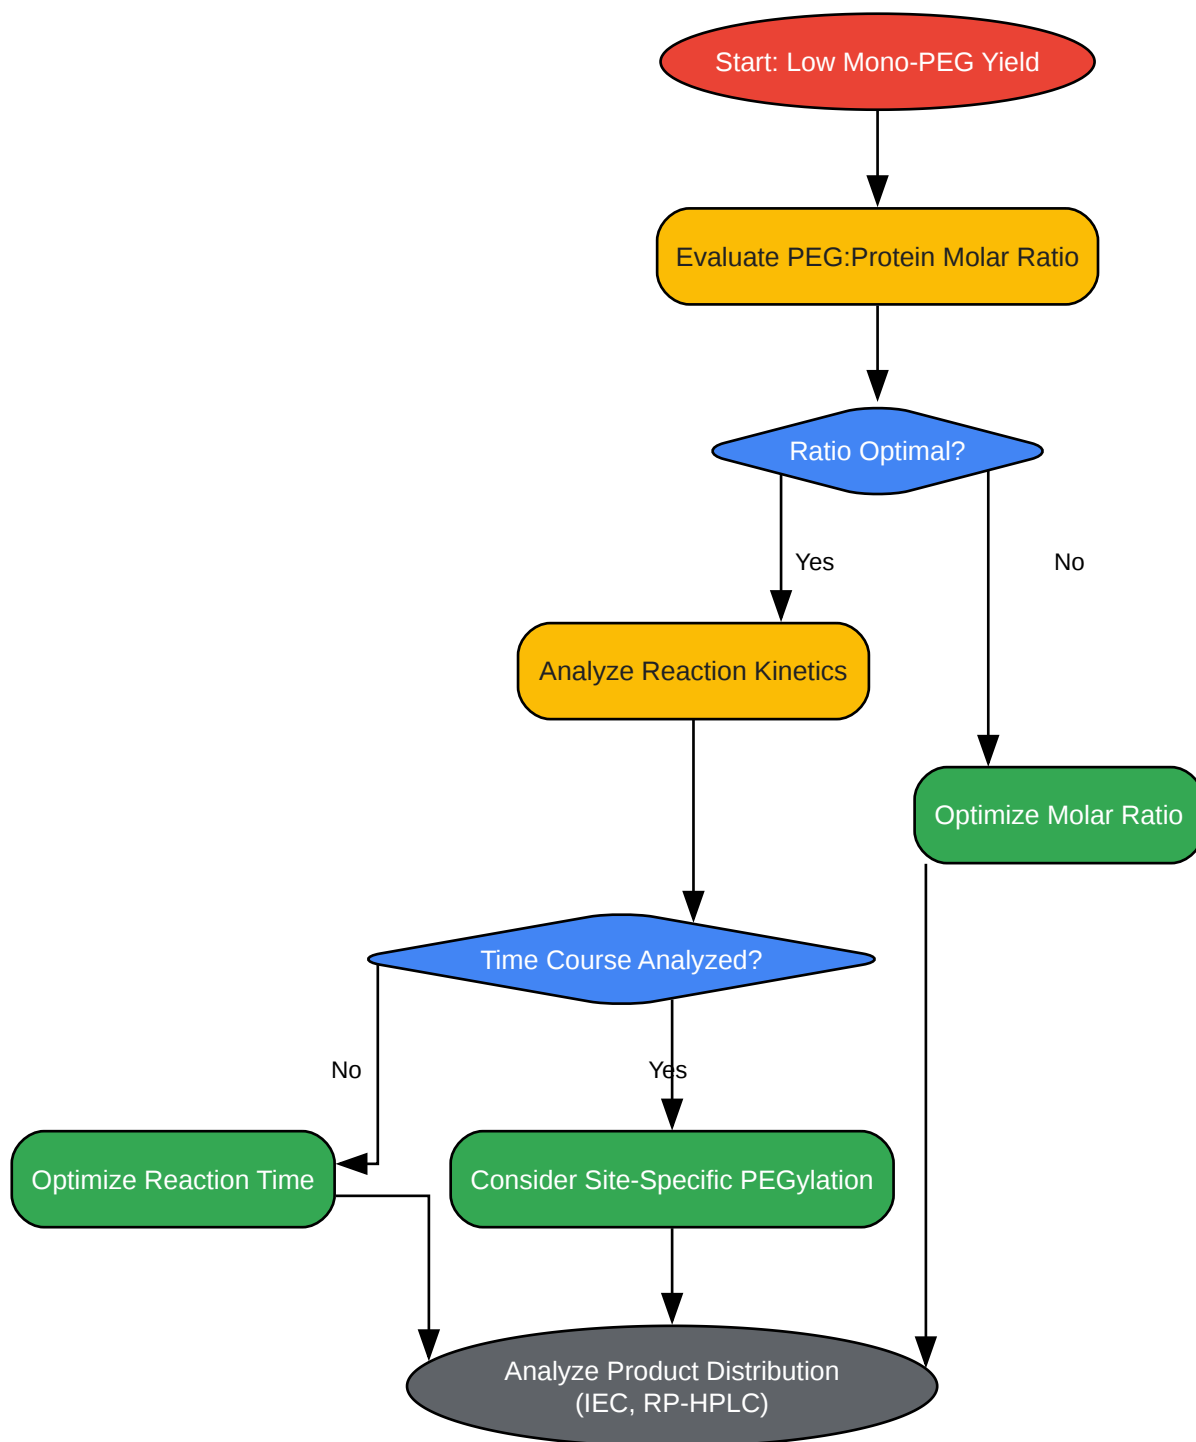 Start: Low Mono-PEG Yield
Evaluate PEG:Protein Molar Ratio
Ratio Optimal?
Yes
No
Analyze Reaction Kinetics
Optimize Molar Ratio
Time Course Analyzed?
No
Yes
Optimize Reaction Time
Consider Site-Specific PEGylation
Analyze Product Distribution
(IEC, RP-HPLC)